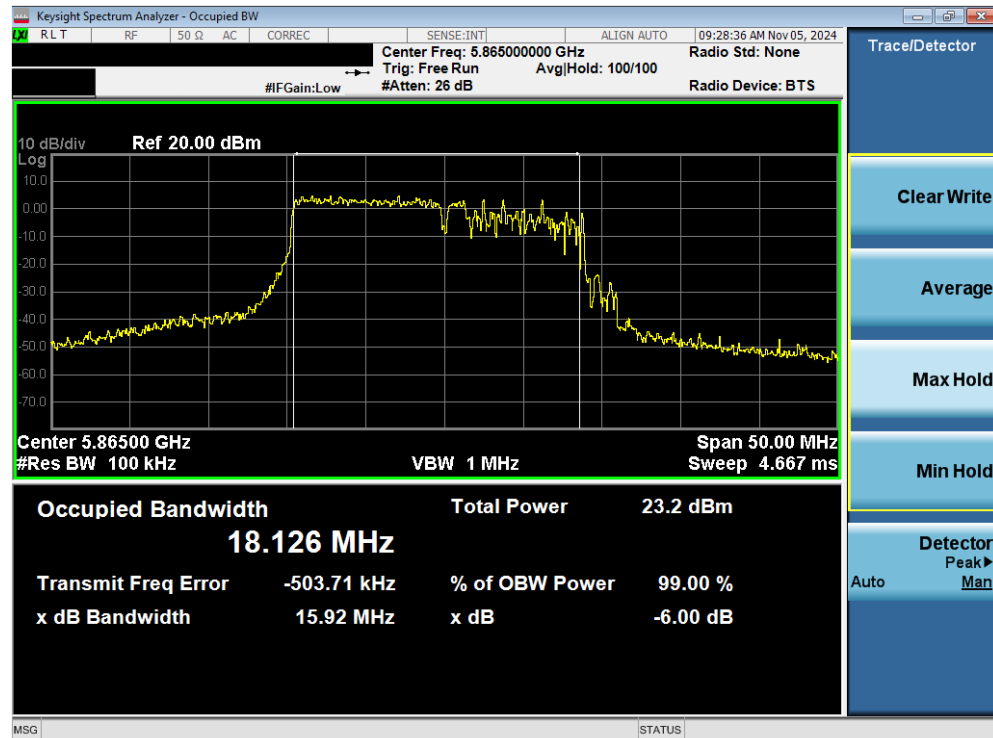 Keysight Spectrum Analyzer - Occupied BW
LXI RLT RF 50 Ω AC CORREC SENSE:INT ALIGN AUTO 09:28:36 AM Nov 05, 2024
Center Freq: 5.865000000 GHz Radio Std: None
Trig: Free Run Avg|Hold: 100/100
#IFGain:Low #Atten: 26 dB Radio Device: BTS
10 dB/div Ref 20.00 dBm
Log
10.0
0.00
-10.0
-20.0
-30.0
-40.0
-50.0
-60.0
-70.0
Center 5.86500 GHz Span 50.00 MHz
#Res BW 100 kHz VBW 1 MHz Sweep 4.667 ms
Occupied Bandwidth Total Power 23.2 dBm
18.126 MHz
Transmit Freq Error -503.71 kHz % of OBW Power 99.00 %
x dB Bandwidth 15.92 MHz x dB -6.00 dB
Trace/Detector
Clear Write
Average
Max Hold
Min Hold
Detector
Peak▶
Auto Man
MSG STATUS